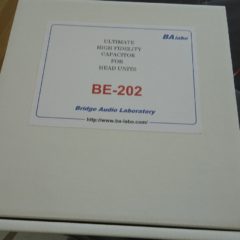 BA labo
ULTIMATE
HIGH FIDELITY
CAPACITOR
FOR
HEAD UNITS
BE-202
Bridge Audio Laboratory
http://www.ba-labo.com/